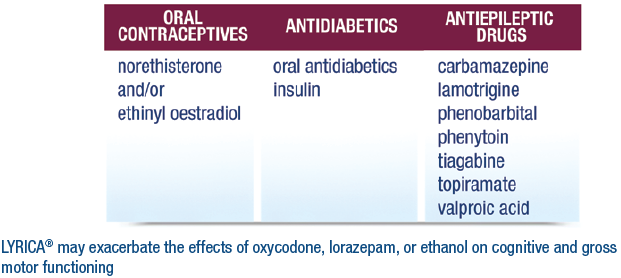 ORAL
CONTRACEPTIVES
ANTIDIABETICS
ANTIEPILEPTIC
DRUGS
norethisterone
and/or
ethinyl oestradiol
oral antidiabetics
insulin
carbamazepine
lamotrigine
phenobarbital
phenytoin
tiagabine
topiramate
valproic acid
LYRICA® may exacerbate the effects of oxycodone, lorazepam, or ethanol on cognitive and gross
motor functioning